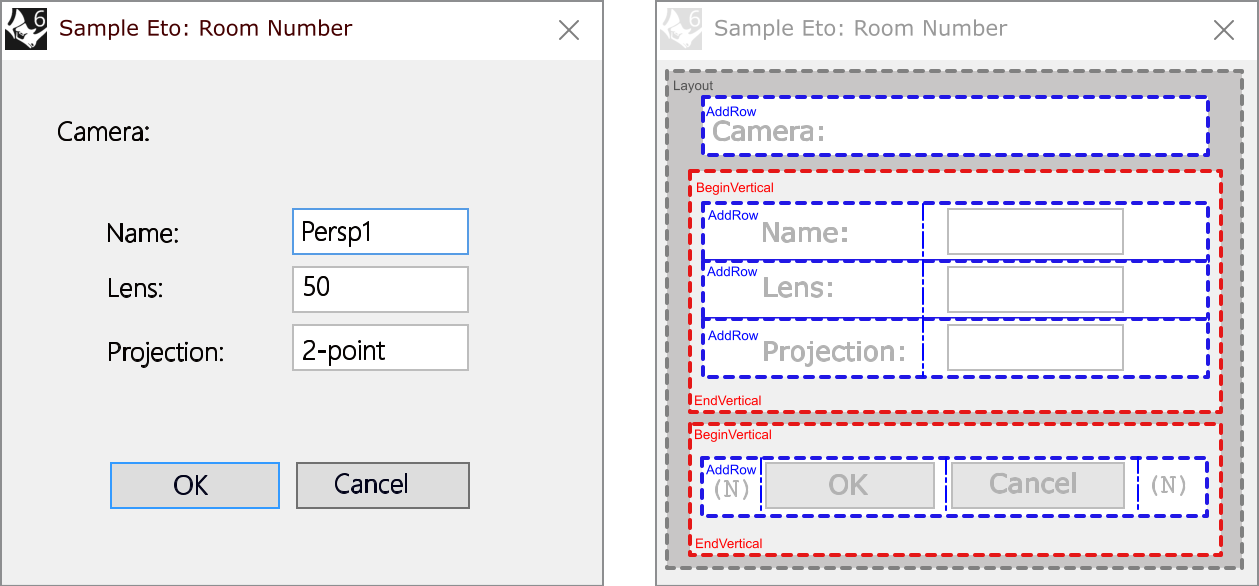 6 Sample Eto: Room Number
Camera:
Name: Persp1
Lens: 50
Projection: 2-point
OK Cancel
6 Sample Eto: Room Number
Layout
AddRow
Camera:
BeginVertical
AddRow
Name:
AddRow
Lens:
AddRow
Projection:
EndVertical
BeginVertical
AddRow
(N) OK Cancel (N)
EndVertical